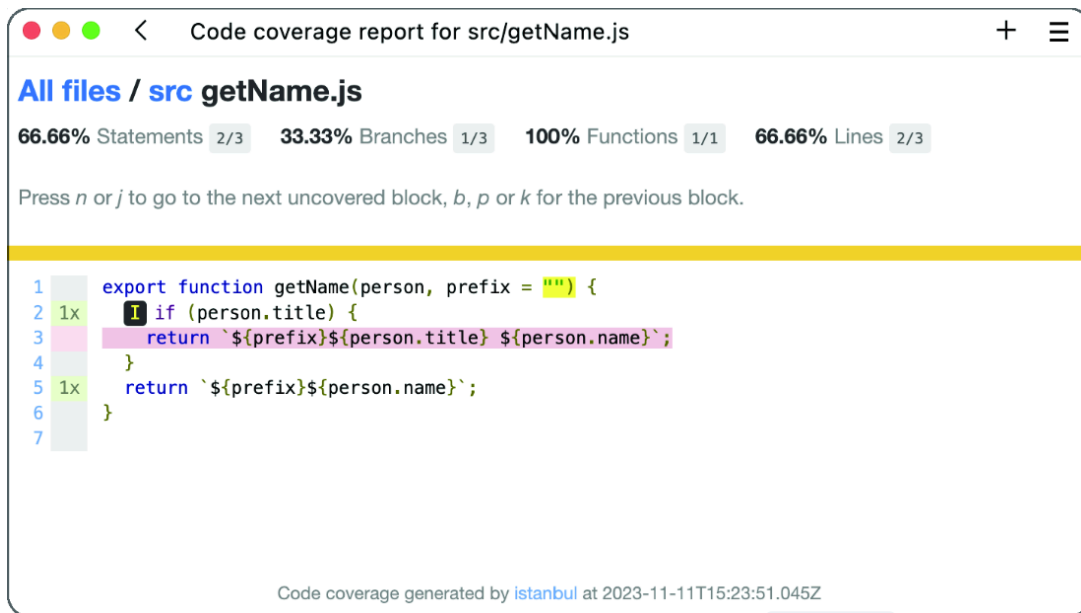 Code coverage report for src/getName.js
All files / src getName.js
66.66% Statements 2/3 33.33% Branches 1/3 100% Functions 1/1 66.66% Lines 2/3
Press n or j to go to the next uncovered block, b, p or k for the previous block.
1 export function getName(person, prefix = "") {
2 1x I if (person.title) {
3 return `${prefix}${person.title} ${person.name}`;
4 }
5 1x return `${prefix}${person.name}`;
6 }
7
Code coverage generated by istanbul at 2023-11-11T15:23:51.045Z